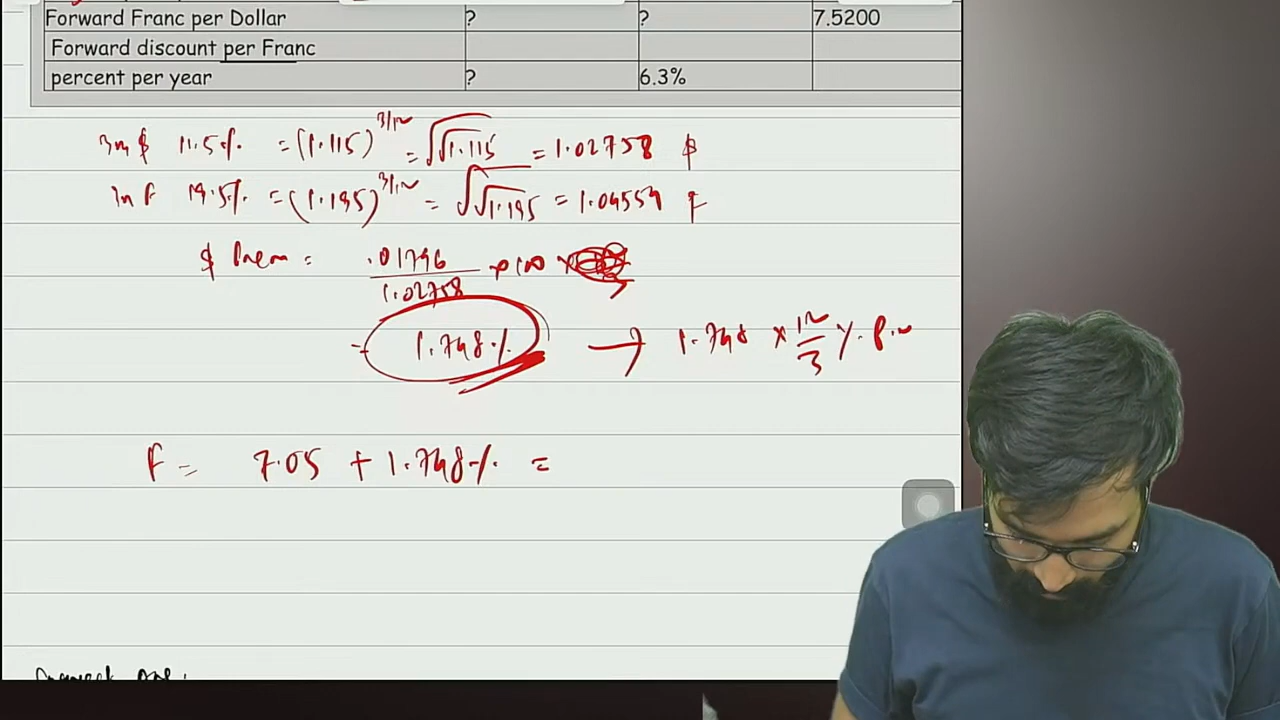 Forward Franc per Dollar ? ? 7.5200
Forward discount per Franc
percent per year ? 6.3%
3m $ 11.5% = (1.115)^3/12 = √√1.115 = 1.02758 $
F 19.5% = (1.195)^3/12 = √√1.195 = 1.04554 F
$ Prem = .01796 / 1.02758 × 100 ×
= 1.748% → 1.748 × 12/3 %
F = 7.05 + 1.748% =